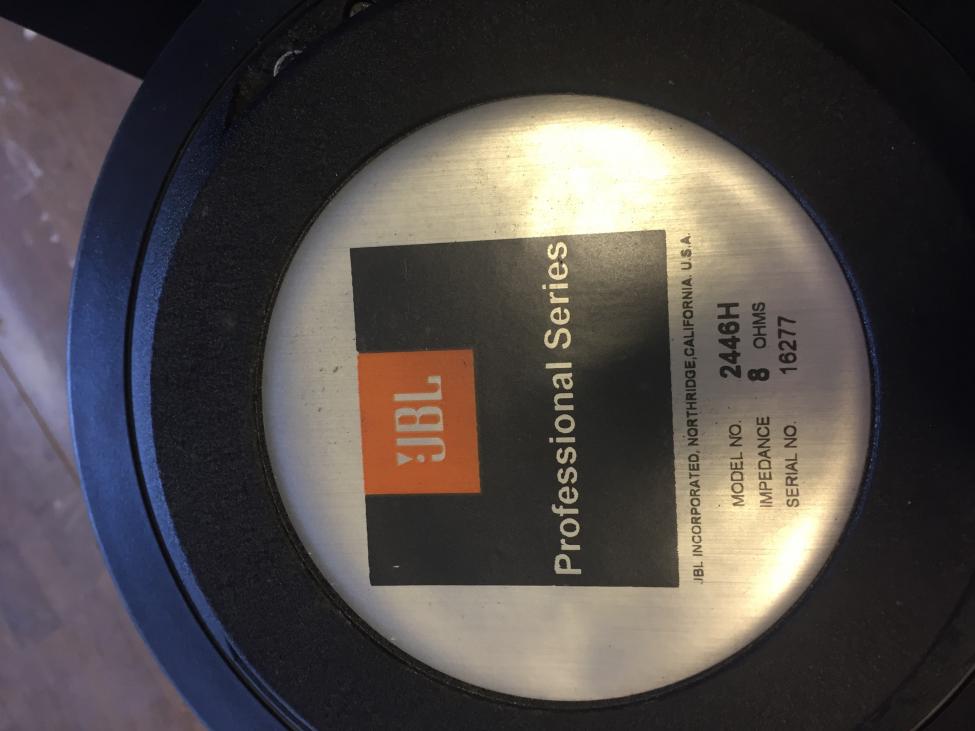 JBL
Professional Series
JBL INCORPORATED, NORTHRIDGE,CALIFORNIA. U.S.A.
MODEL NO. 2446H
IMPEDANCE 8 OHMS
SERIAL NO. 16277